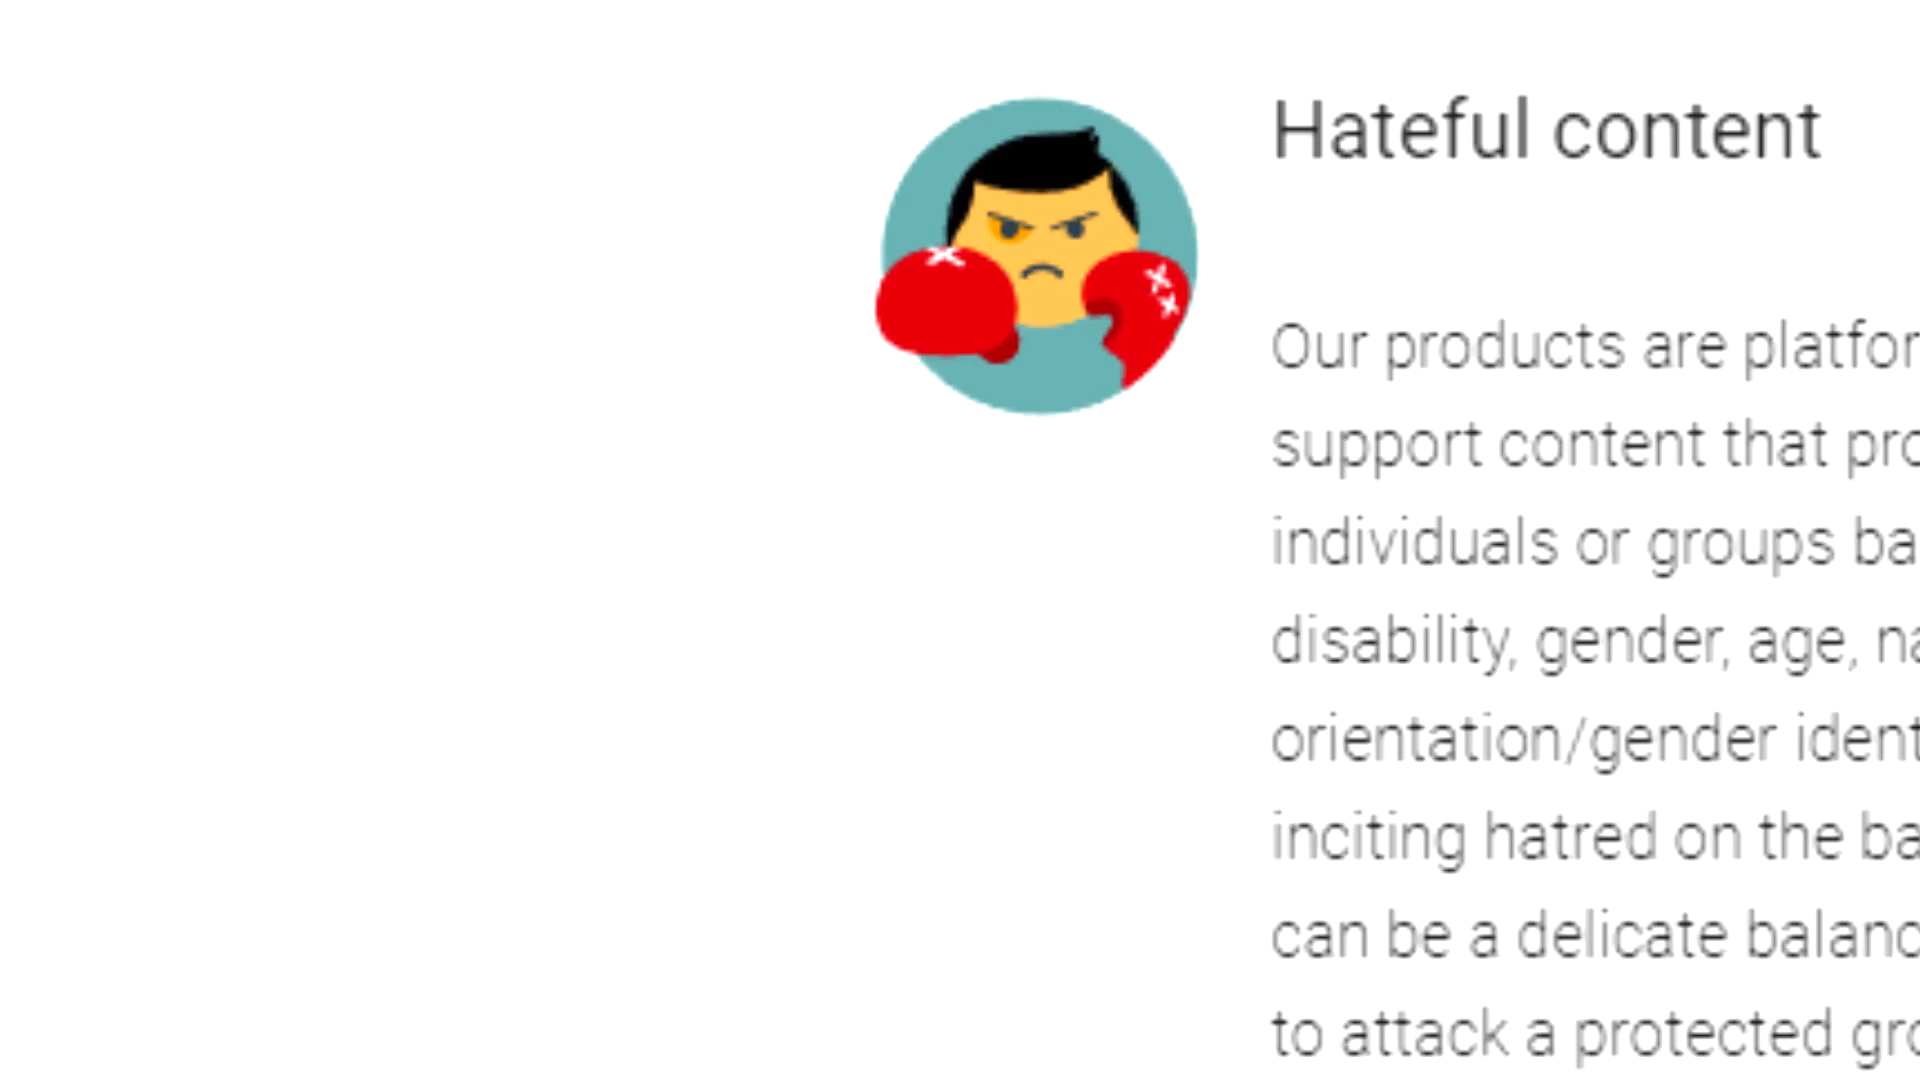 Hateful content
Our products are platfor
support content that pro
individuals or groups ba
disability, gender, age, na
orientation/gender ident
inciting hatred on the ba
can be a delicate balanc
to attack a protected gro